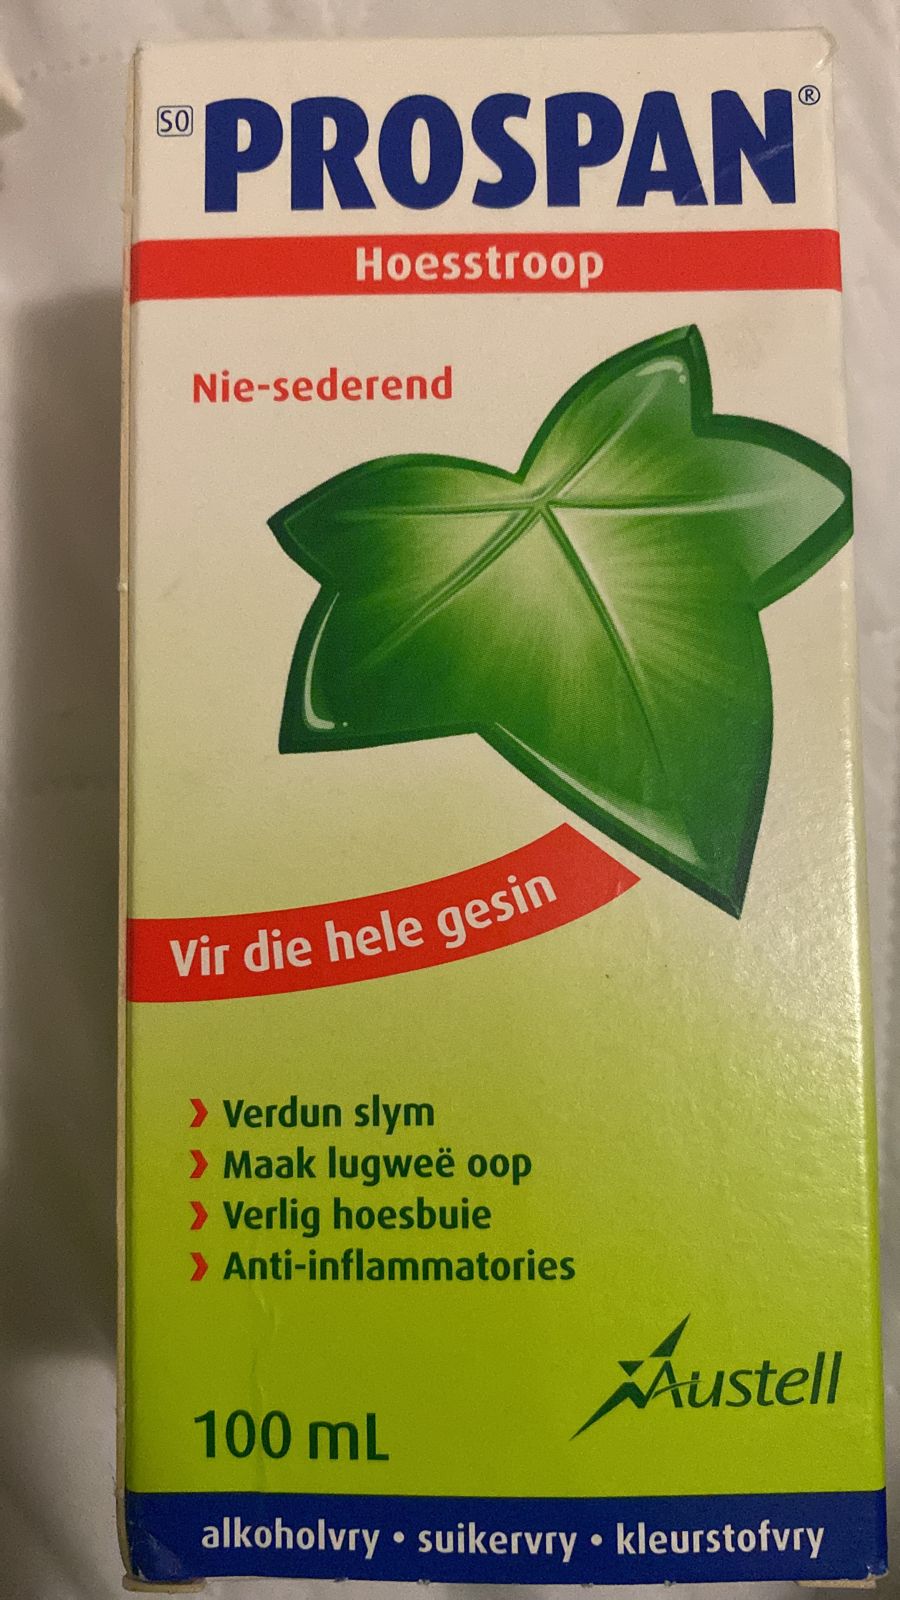 S0 PROSPAN®
Hoesstroop
Nie-sederend
Vir die hele gesin
Verdun slym
Maak lugweë oop
Verlig hoesbuie
Anti-inflammatories
Austell
100 mL
alkoholvry • suikervry • kleurstofvry